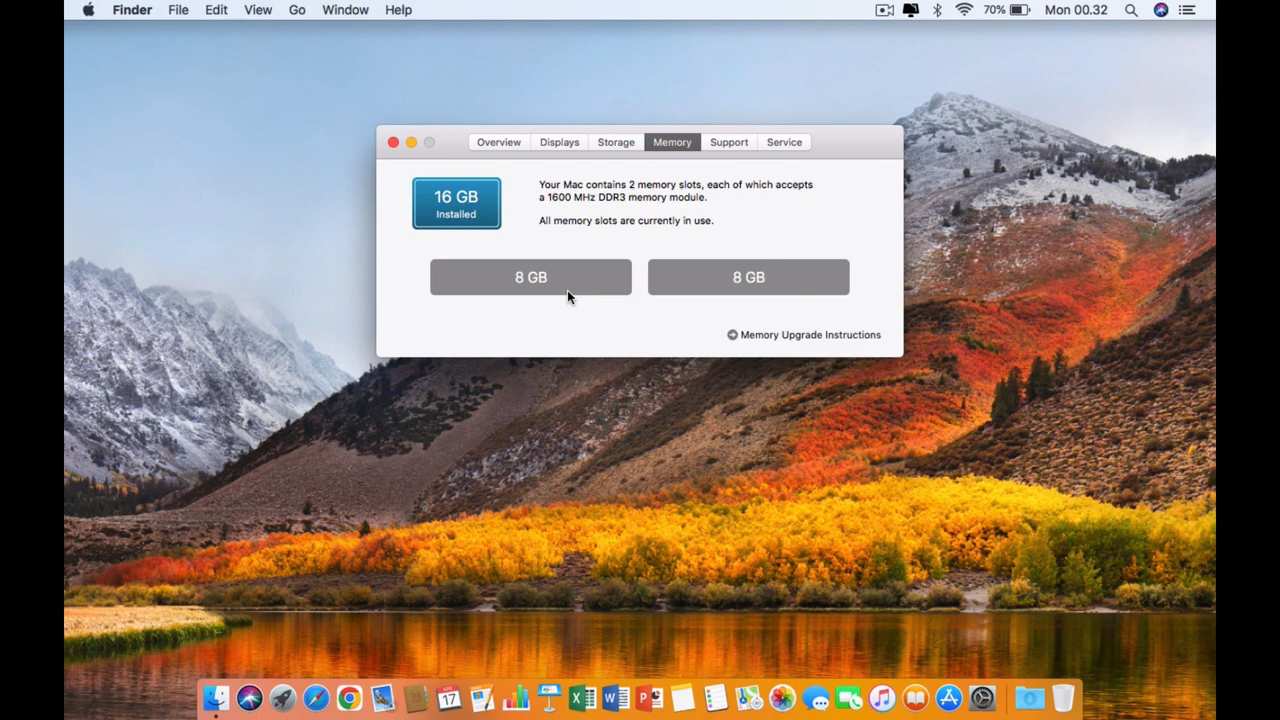 Finder File Edit View Go Window Help 70% Mon 00.32
Overview Displays Storage Memory Support Service
16 GB
Installed
Your Mac contains 2 memory slots, each of which accepts
a 1600 MHz DDR3 memory module.
All memory slots are currently in use.
8 GB 8 GB
Memory Upgrade Instructions
17